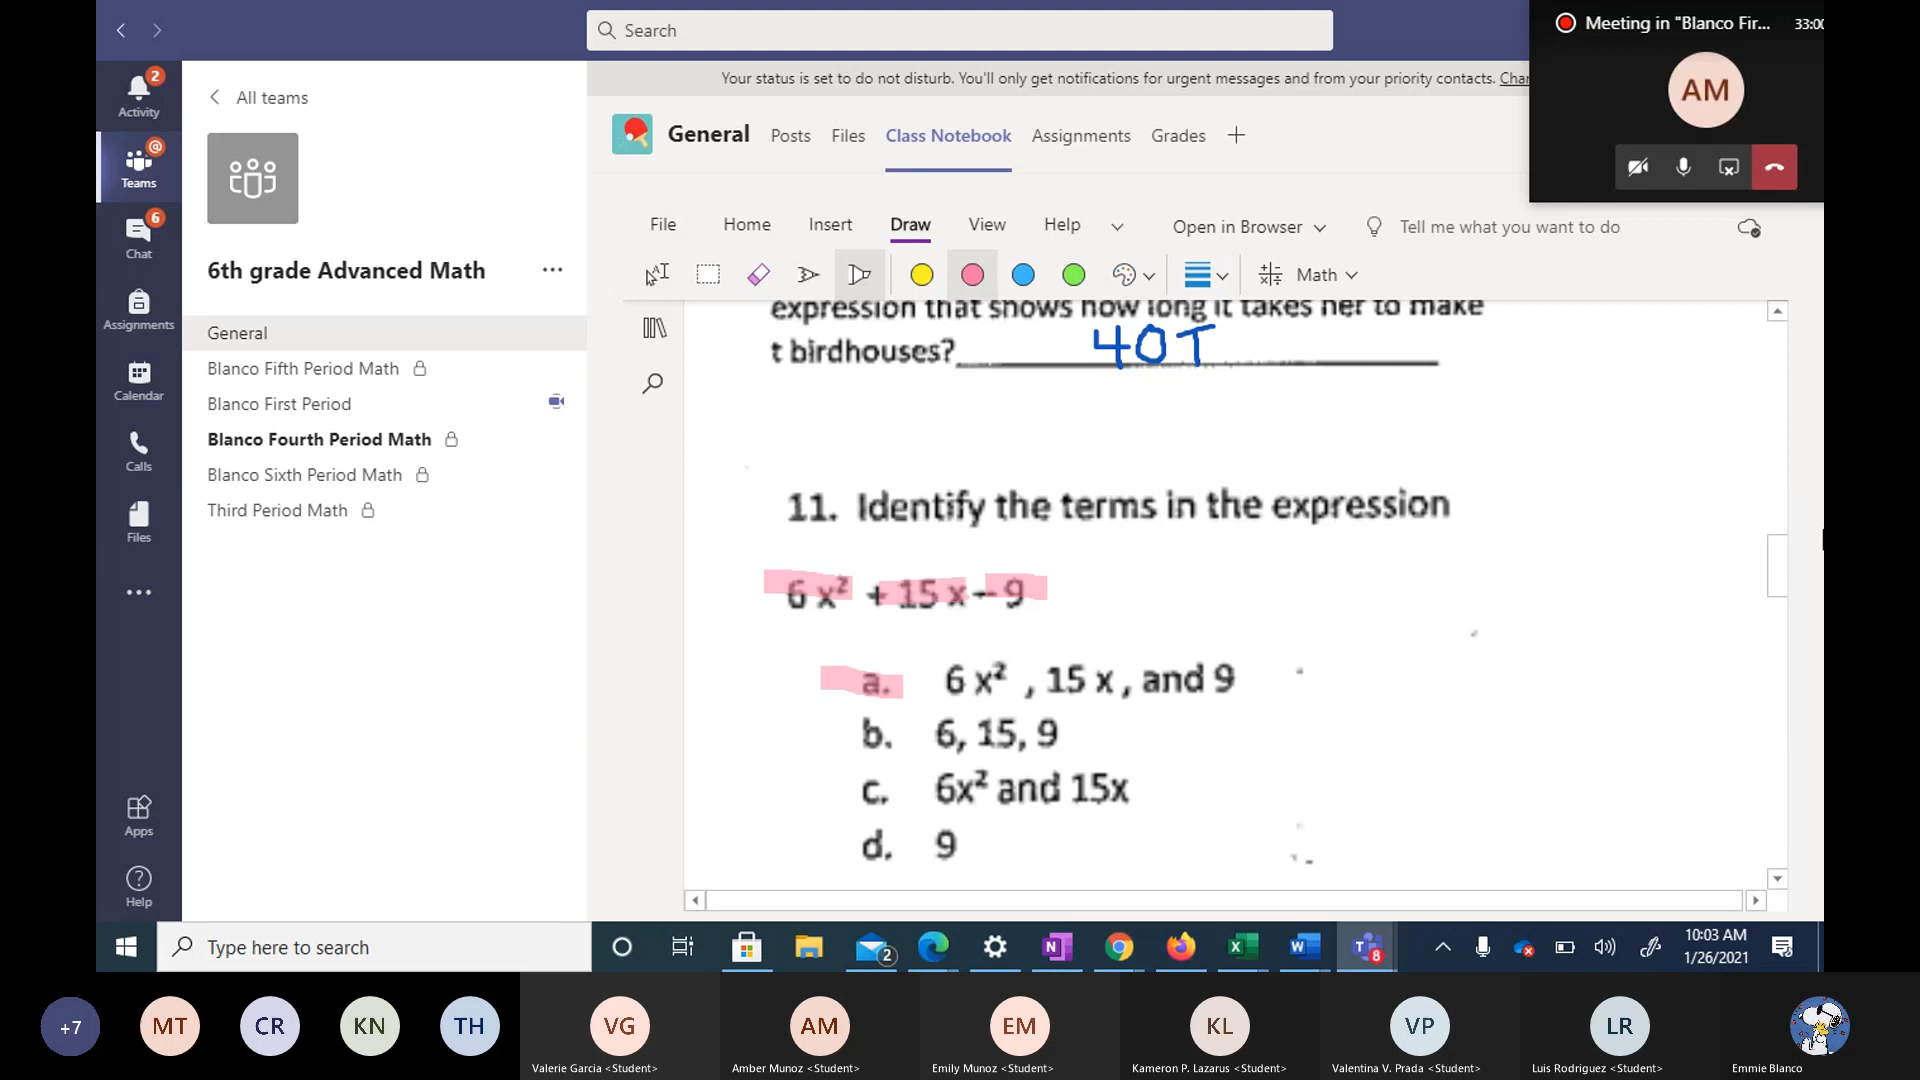 Search
Meeting in "Blanco Fir...
33:00
AM
Your status is set to do not disturb. You'll only get notifications for urgent messages and from your priority contacts.
2
Activity
@
Teams
6
Chat
Assignments
Calendar
Calls
Files
Apps
Help
All teams
6th grade Advanced Math
General
Blanco Fifth Period Math
Blanco First Period
Blanco Fourth Period Math
Blanco Sixth Period Math
Third Period Math
General Posts Files Class Notebook Assignments Grades
File Home Insert Draw View Help Open in Browser Tell me what you want to do
Math
expression that shows how long it takes her to make
t birdhouses? 40T
11. Identify the terms in the expression
6 x² + 15 x – 9
a. 6 x² , 15 x , and 9
b. 6, 15, 9
c. 6x² and 15x
d. 9
Type here to search
2
8
10:03 AM
1/26/2021
+7 MT CR KN TH VG AM EM KL VP LR
Valerie Garcia <Student> Amber Munoz <Student> Emily Munoz <Student> Kameron P. Lazarus <Student> Valentina V. Prada <Student> Luis Rodriguez <Student> Emmie Blanco